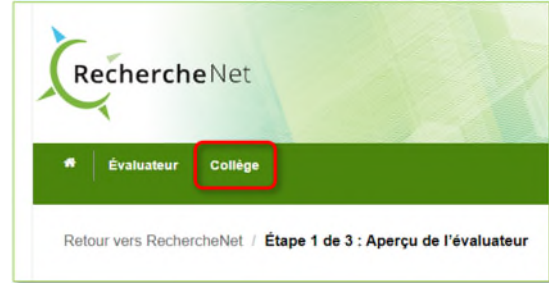 RechercheNet
Évaluateur Collège
Retour vers RechercheNet / Étape 1 de 3 : Aperçu de l'évaluateur